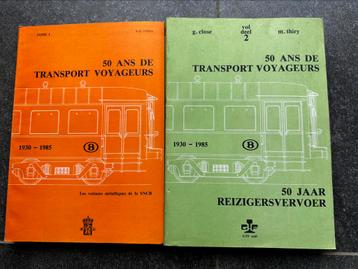 TOME 1
50 ANS DE
TRANSPORT VOYAGEURS
1930 - 1985
B
Les voitures métalliques de la SNCB
g. close
vol
deel
2
m. thiry
50 ANS DE
TRANSPORT VOYAGEURS
1930 - 1985
B
50 JAAR
REIZIGERSVERVOER